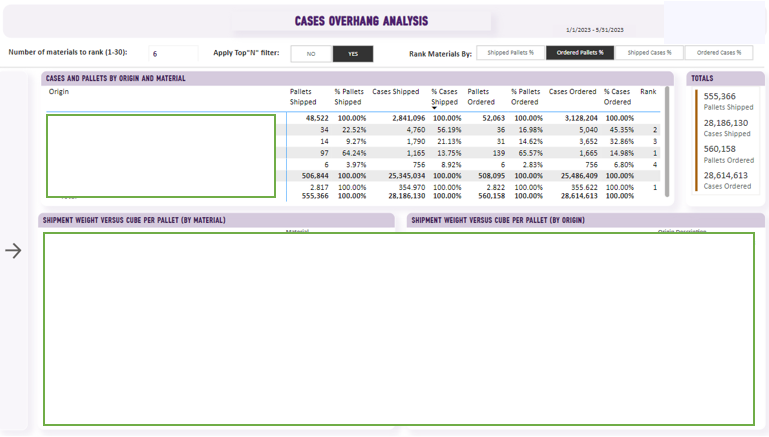 CASES OVERHANG ANALYSIS
1/1/2023 - 5/31/2023
Number of materials to rank (1-30): 6 Apply Top"N" filter: NO YES Rank Materials By: Shipped Pallets % Ordered Pallets % Shipped Cases % Ordered Cases %
CASES AND PALLETS BY ORIGIN AND MATERIAL
Origin Pallets Shipped % Pallets Shipped Cases Shipped % Cases Shipped Pallets Ordered % Pallets Ordered Cases Ordered % Cases Ordered Rank
48,522 100.00% 2,841,096 100.00% 52,063 100.00% 3,128,204 100.00%
34 22.52% 4,760 56.19% 36 16.98% 5,040 45.35% 2
14 9.27% 1,790 21.13% 31 14.62% 3,652 32.86% 3
97 64.24% 1,165 13.75% 139 65.57% 1,665 14.98% 1
6 3.97% 756 8.92% 6 2.83% 756 6.80% 4
506,844 100.00% 25,345,034 100.00% 508,095 100.00% 25,486,409 100.00%
2,817 100.00% 354,970 100.00% 2,822 100.00% 355,622 100.00% 1
555,366 100.00% 28,186,130 100.00% 560,158 100.00% 28,614,613 100.00%
TOTALS
555,366
Pallets Shipped
28,186,130
Cases Shipped
560,158
Pallets Ordered
28,614,613
Cases Ordered
SHIPMENT WEIGHT VERSUS CUBE PER PALLET (BY MATERIAL)
SHIPMENT WEIGHT VERSUS CUBE PER PALLET (BY ORIGIN)